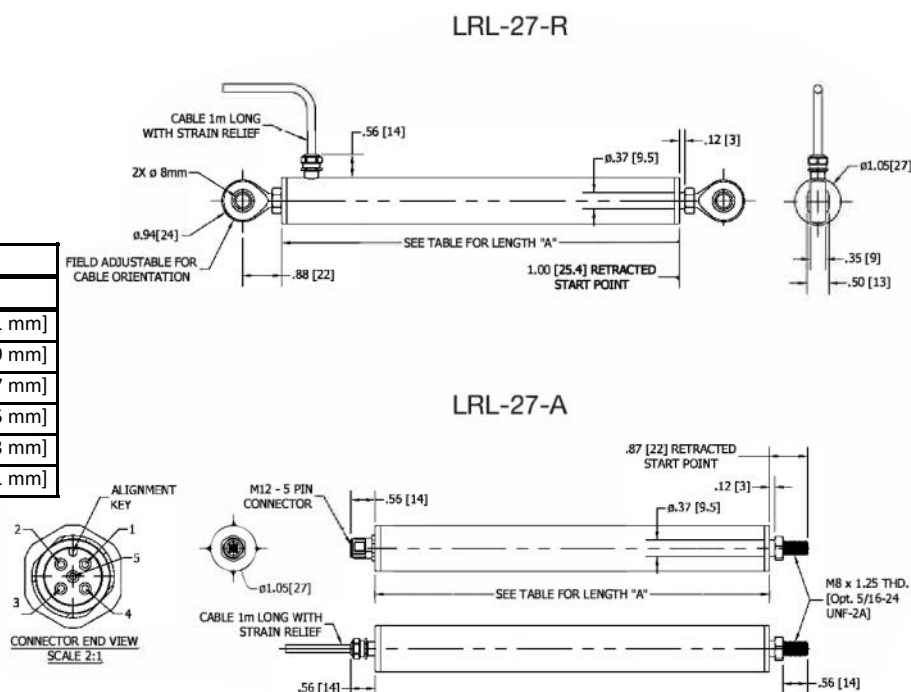 LRL-27-R
CABLE 1m LONG
WITH STRAIN RELIEF
.56 [14]
2X ø 8mm
ø.37 [9.5]
.12 [3]
ø1.05[27]
ø.94[24]
SEE TABLE FOR LENGTH "A"
FIELD ADJUSTABLE FOR
CABLE ORIENTATION
.88 [22]
1.00 [25.4] RETRACTED
START POINT
.35 [9]
.50 [13]
mm]
mm]
mm]
mm]
mm]
mm]
LRL-27-A
.87 [22] RETRACTED
START POINT
M12 - 5 PIN
CONNECTOR
.56 [14]
.12 [3]
ø.37 [9.5]
ALIGNMENT
KEY
2
1
5
3
4
CONNECTOR END VIEW
SCALE 2:1
ø1.05[27]
SEE TABLE FOR LENGTH "A"
M8 x 1.25 THD.
[Opt. 5/16-24
UNF-2A]
CABLE 1m LONG WITH
STRAIN RELIEF
.56 [14]
.56 [14]